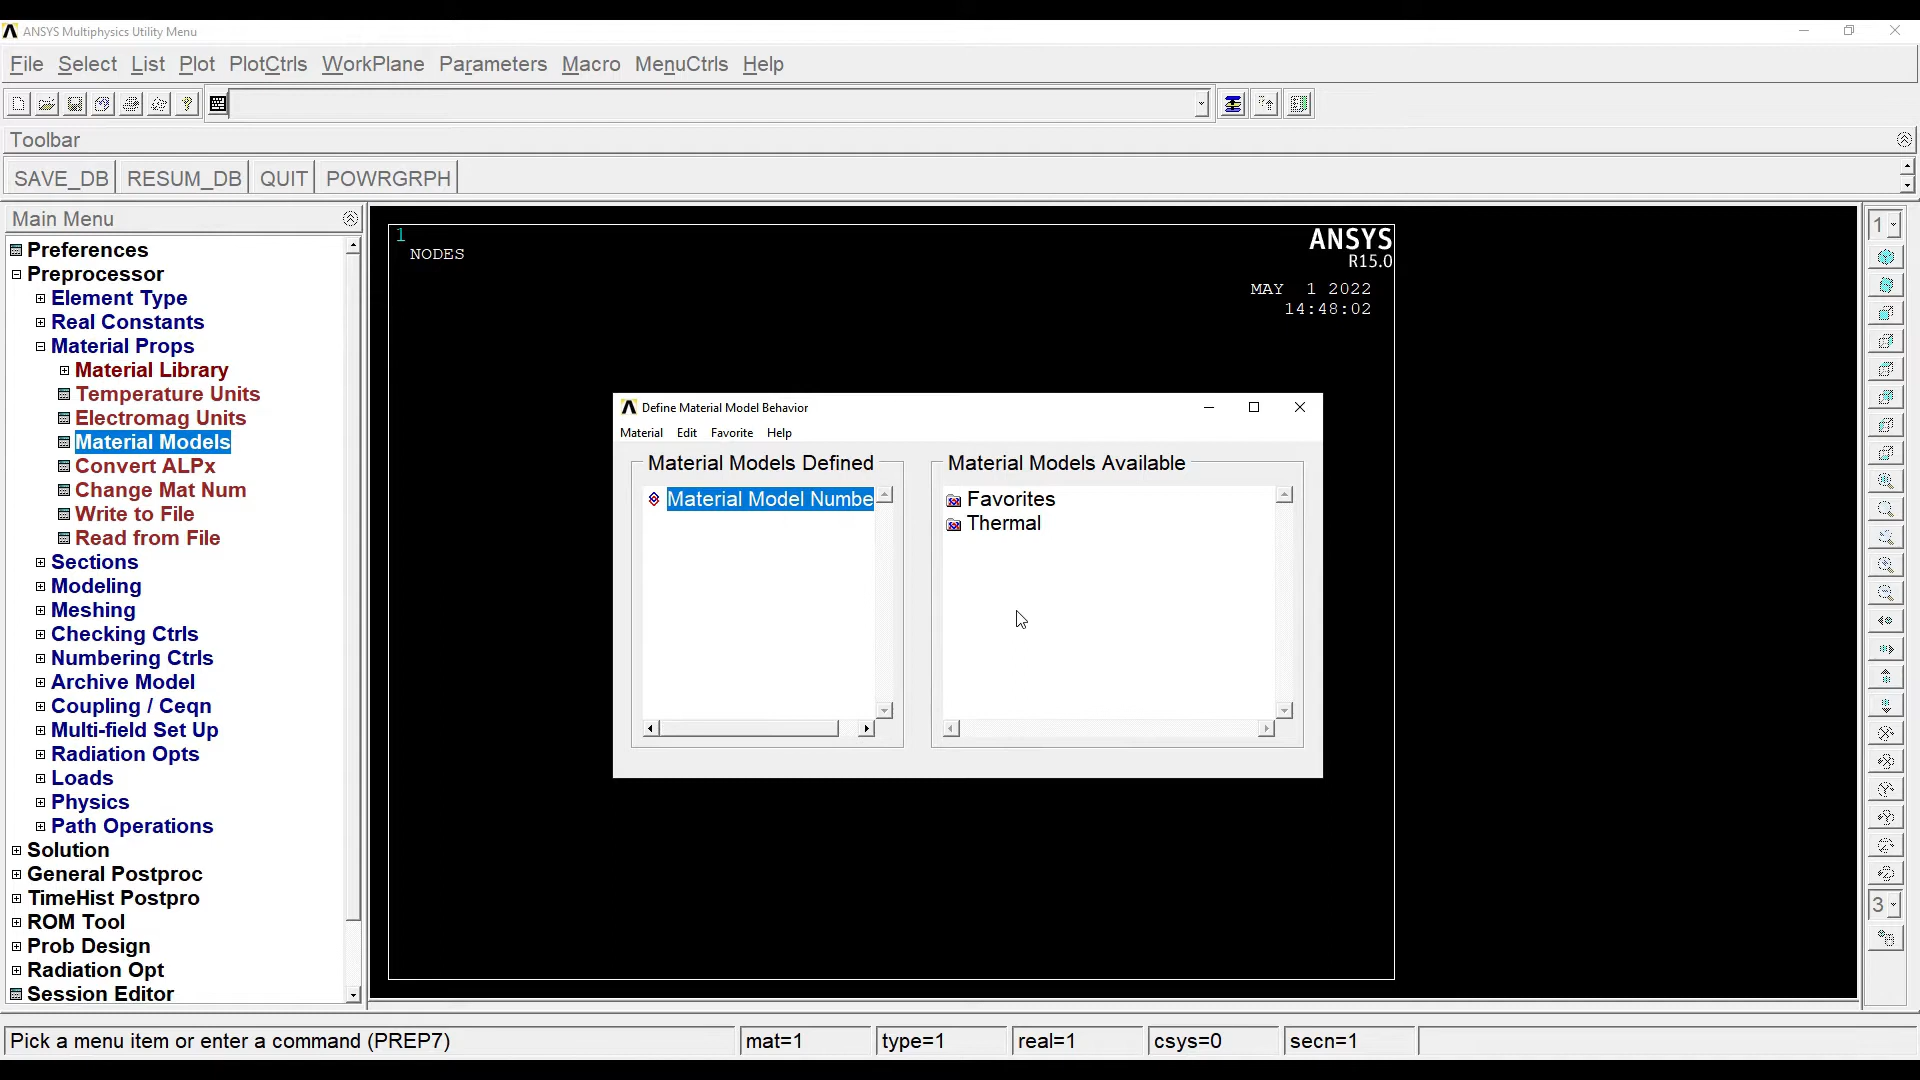 ANSYS Multiphysics Utility Menu
File Select List Plot PlotCtrls WorkPlane Parameters Macro MenuCtrls Help
Toolbar
SAVE_DB RESUM_DB QUIT POWRGRPH
Main Menu
Preferences
Preprocessor
Element Type
Real Constants
Material Props
Material Library
Temperature Units
Electromag Units
Material Models
Convert ALPx
Change Mat Num
Write to File
Read from File
Sections
Modeling
Meshing
Checking Ctrls
Numbering Ctrls
Archive Model
Coupling / Ceqn
Multi-field Set Up
Radiation Opts
Loads
Physics
Path Operations
Solution
General Postproc
TimeHist Postpro
ROM Tool
Prob Design
Radiation Opt
Session Editor
1
NODES
ANSYS
R15.0
MAY 1 2022
14:48:02
Define Material Model Behavior
Material Edit Favorite Help
Material Models Defined
Material Model Numbe
Material Models Available
Favorites
Thermal
1
3
Pick a menu item or enter a command (PREP7) mat=1 type=1 real=1 csys=0 secn=1